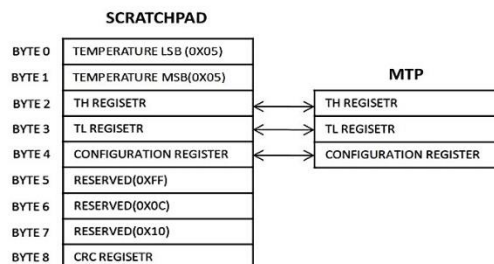 SCRATCHPAD
BYTE 0 TEMPERATURE LSB (0X05)
BYTE 1 TEMPERATURE MSB(0X05)
MTP
BYTE 2 TH REGISETR TH REGISETR
BYTE 3 TL REGISETR TL REGISETR
BYTE 4 CONFIGURATION REGISTER CONFIGURATION REGISTER
BYTE 5 RESERVED(0XFF)
BYTE 6 RESERVED(0X0C)
BYTE 7 RESERVED(0X10)
BYTE 8 CRC REGISETR